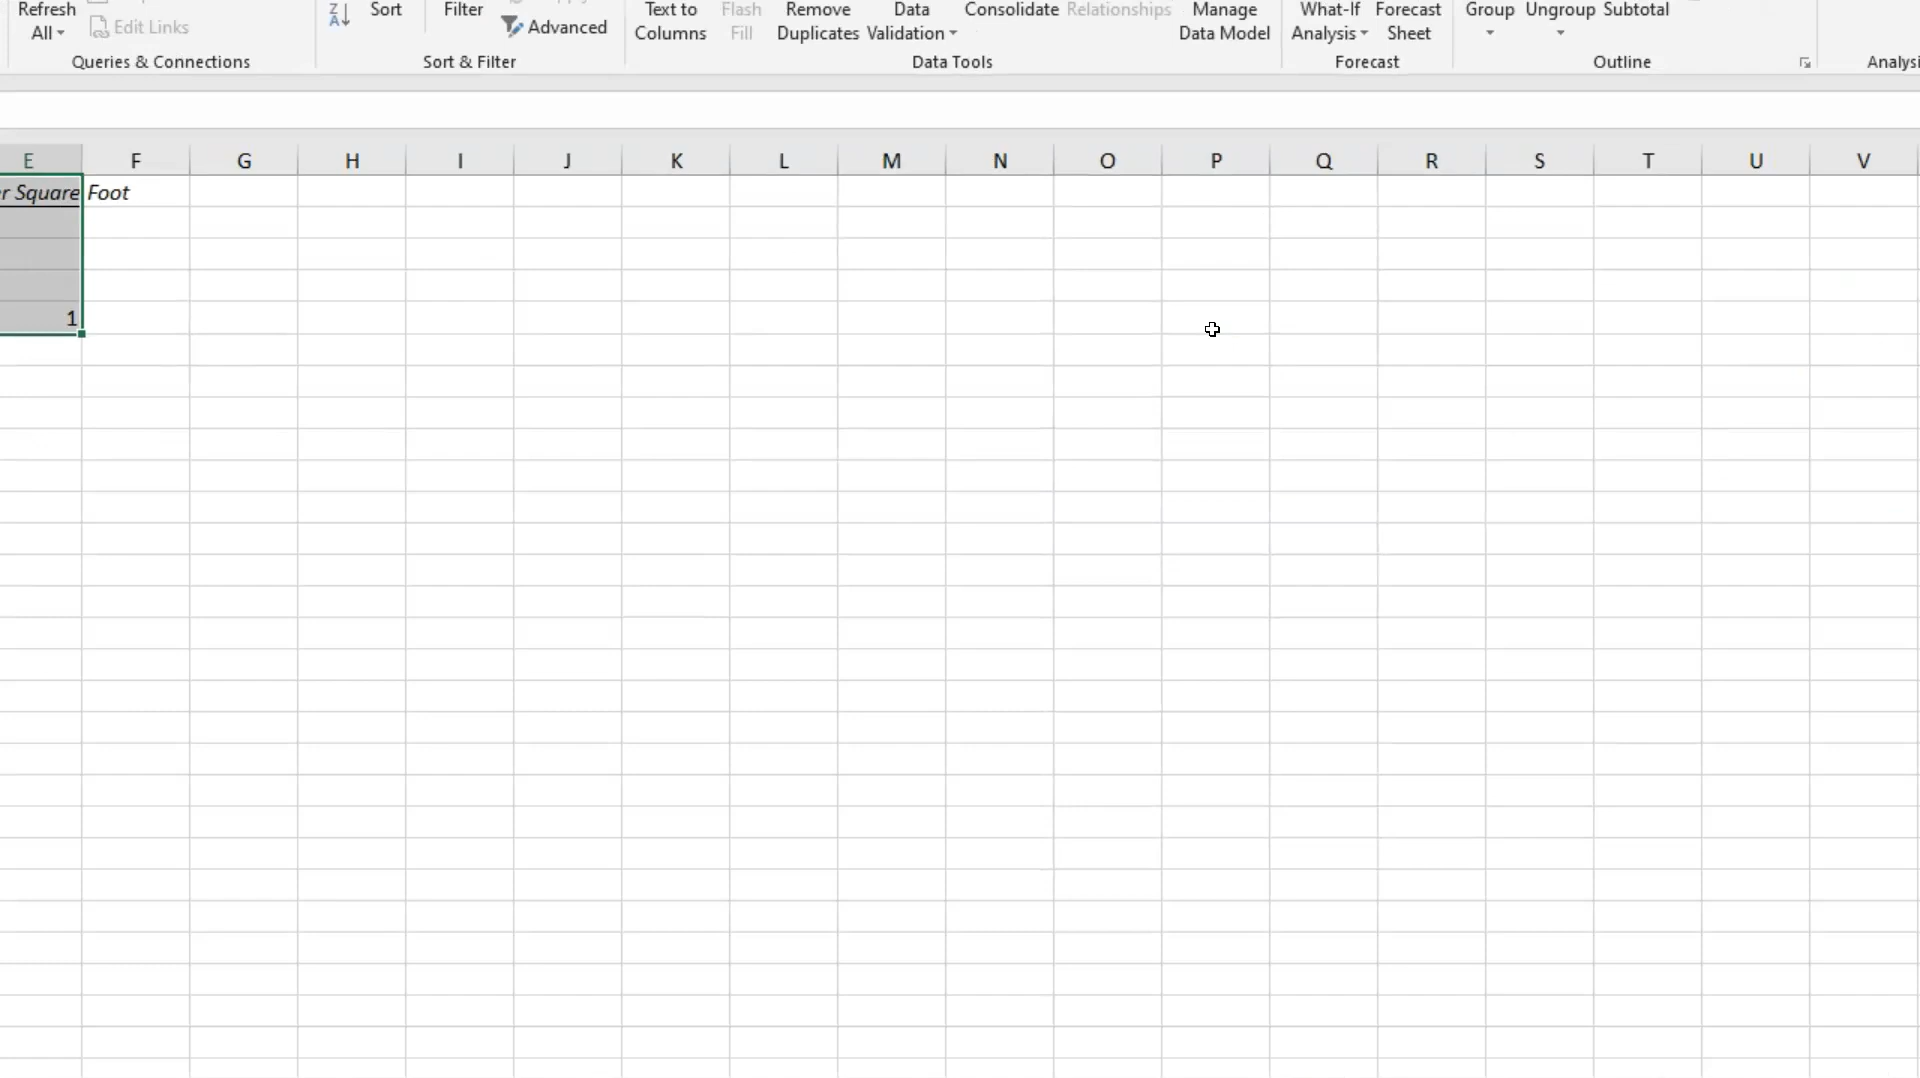 Refresh
All
Edit Links
Queries & Connections
Z
A
Sort
Filter
Advanced
Sort & Filter
Text to
Columns
Flash
Fill
Remove
Duplicates
Data
Validation
Consolidate
Relationships
Manage
Data Model
Data Tools
What-If
Analysis
Forecast
Sheet
Forecast
Group
Ungroup
Subtotal
Outline
E F G H I J K L M N O P Q R S T U V
Square Foot
1